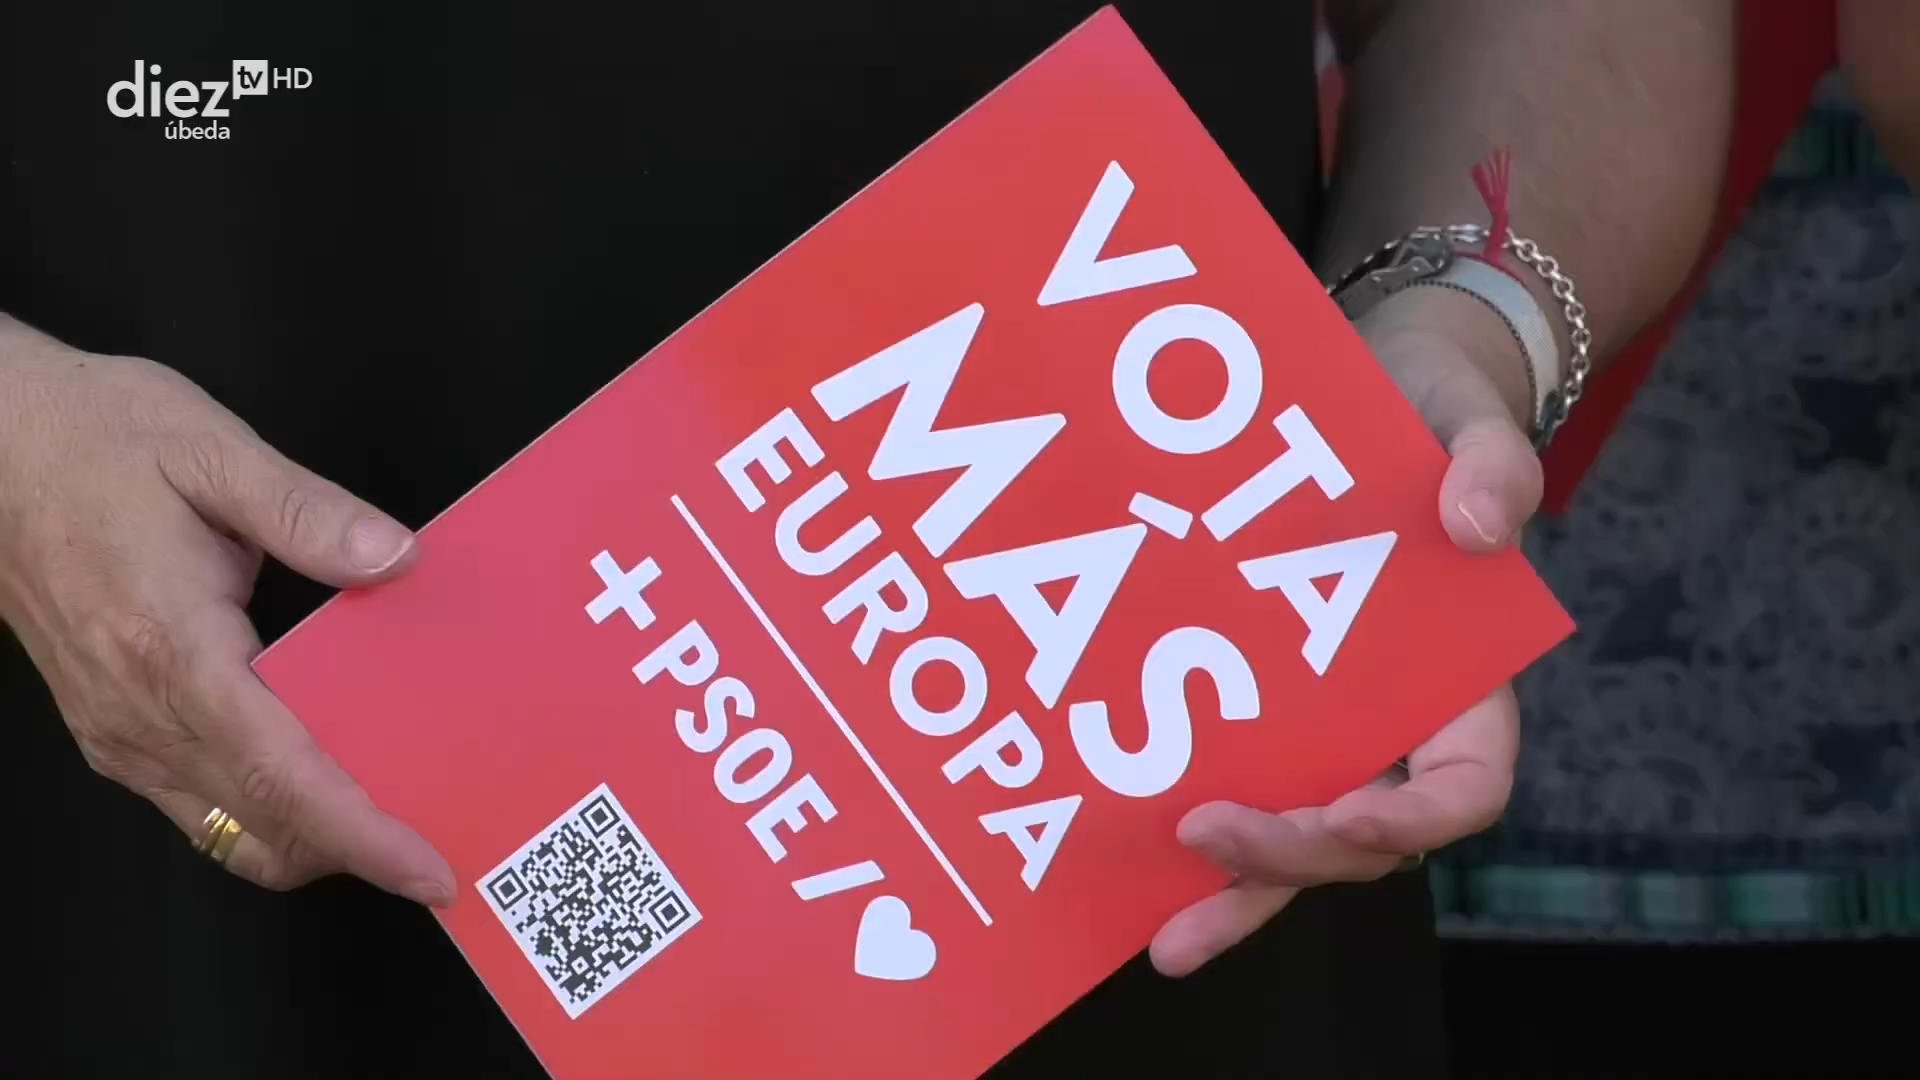 diez tv HD
úbeda
VOTA
MÁS
EUROPA
+PSOE/